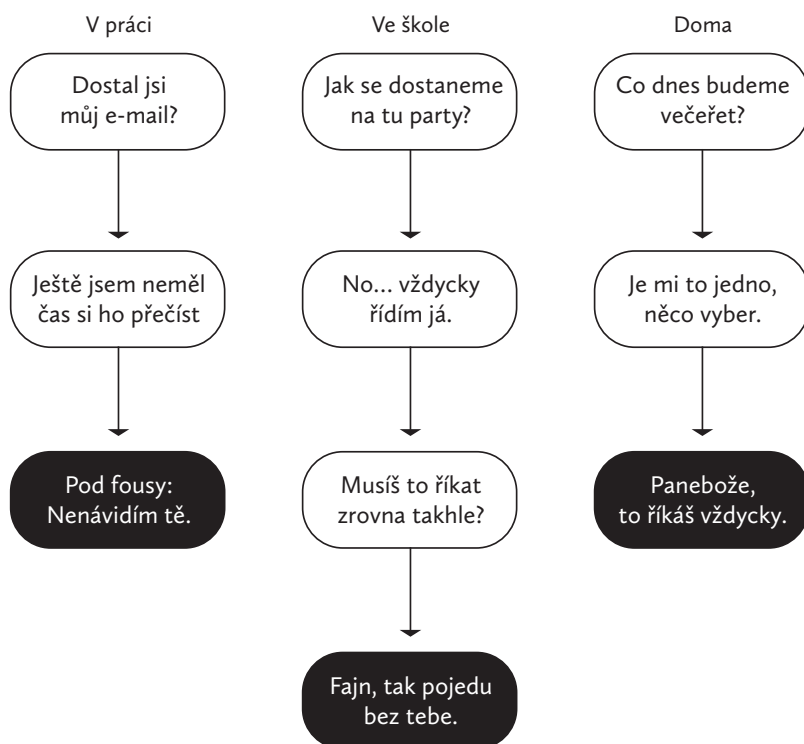 V práci
Dostal jsi
můj e-mail?
Ještě jsem neměl
čas si ho přečíst
Pod fousy:
Nenávidím tě.
Ve škole
Jak se dostaneme
na tu party?
No... vždycky
řídím já.
Musíš to říkat
zrovna takhle?
Fajn, tak pojedu
bez tebe.
Doma
Co dnes budeme
večeřet?
Je mi to jedno,
něco vyber.
Panebože,
to říkáš vždycky.